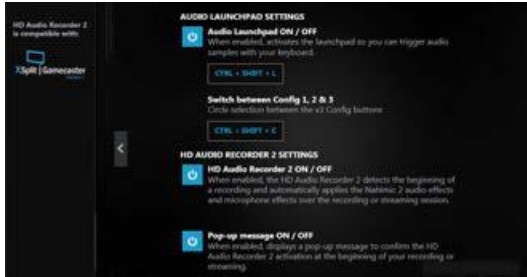 HD Audio Recorder 2
is compatible with:
XSplit | Gamecaster
AUDIO LAUNCHPAD SETTINGS
Audio Launchpad ON / OFF
When enabled, activates the launchpad so you can trigger audio
samples with your keyboard.
CTRL + SHIFT + L
Switch between Config 1, 2 & 3
Circle selection between the x3 Config buttons
CTRL + SHIFT + C
HD AUDIO RECORDER 2 SETTINGS
HD Audio Recorder 2 ON / OFF
When enabled, the HD Audio Recorder 2 detects the beginning of
a recording and automatically applies the Nahimic 2 audio effects
and microphone effects over the recording or streaming session.
Pop-up message ON / OFF
When enabled, displays a pop-up message to confirm the HD
Audio Recorder 2 activation at the beginning of your recording or
streaming.